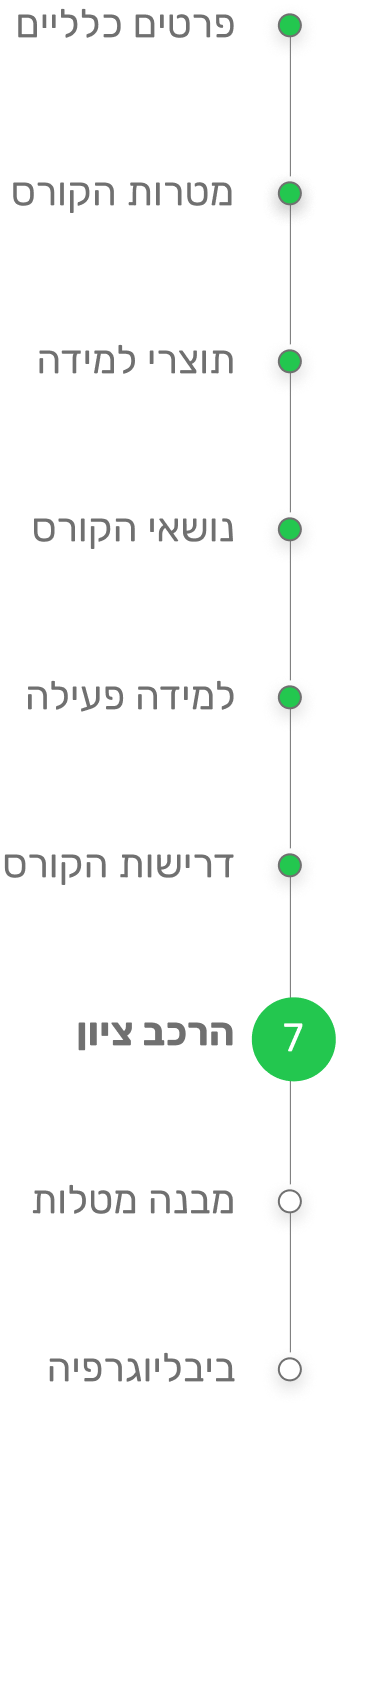 פרטים כלליים
מטרות הקורס
תוצרי למידה
נושאי הקורס
למידה פעילה
דרישות הקורס
7 הרכב ציון
מבנה מטלות
ביבליוגרפיה